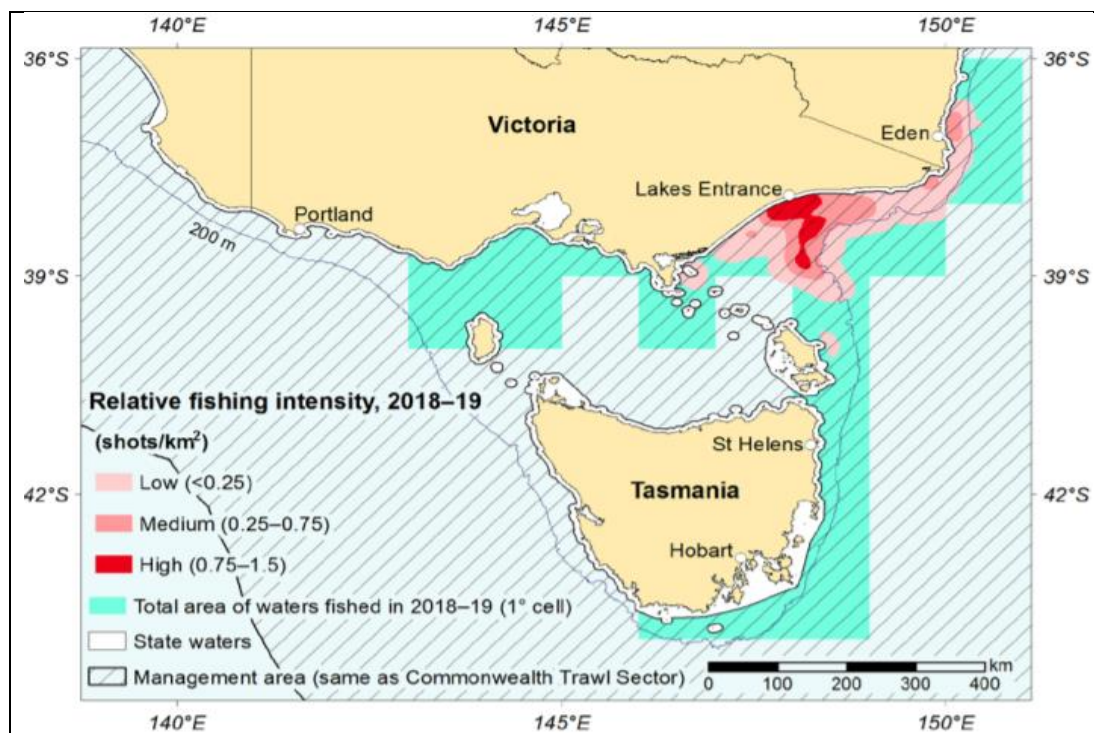 140°E 145°E 150°E
36°S 36°S
Victoria
Eden
Lakes Entrance
Portland
200 m
39°S 39°S
Relative fishing intensity, 2018–19
(shots/km²)
St Helens
Low (<0.25)
42°S 42°S
Tasmania
Medium (0.25–0.75)
Hobart
High (0.75–1.5)
Total area of waters fished in 2018–19 (1° cell)
State waters
km
Management area (same as Commonwealth Trawl Sector)
0 100 200 300 400
140°E 145°E 150°E